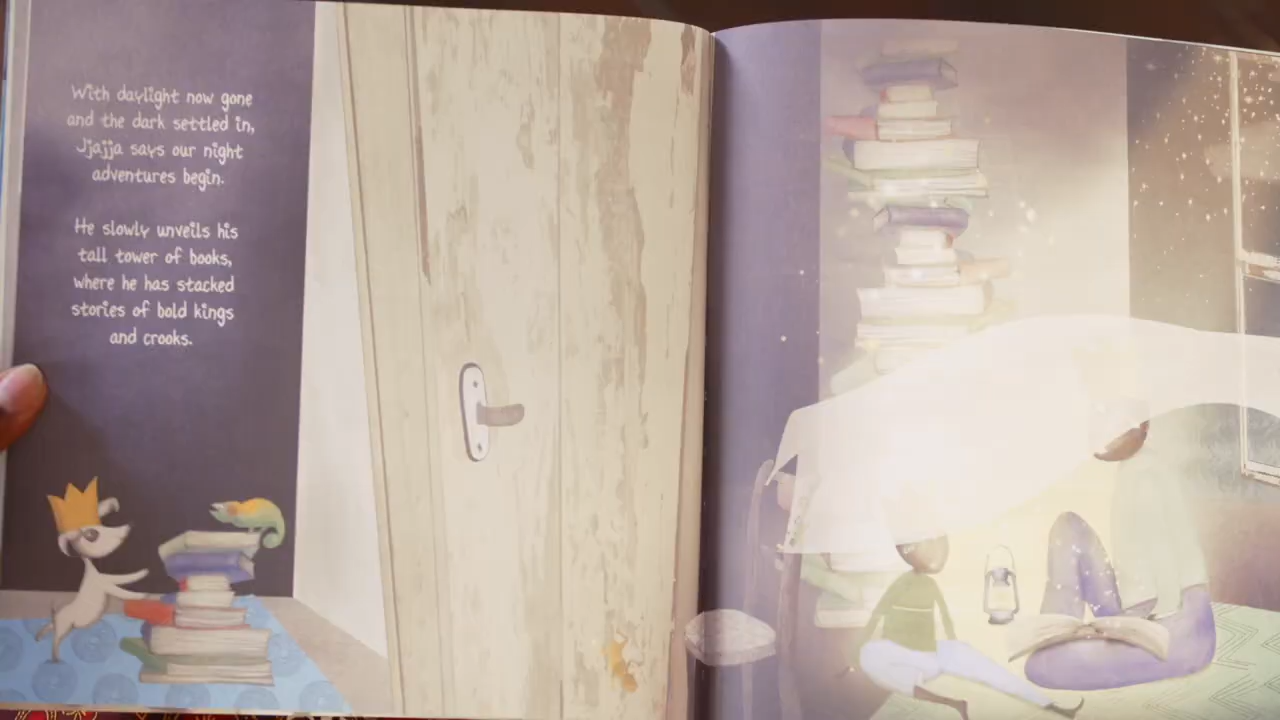 With daylight now gone
and the dark settled in,
Jjajja says our night
adventures begin.
He slowly unveils his
tall tower of books,
where he has stacked
stories of bold kings
and crooks.